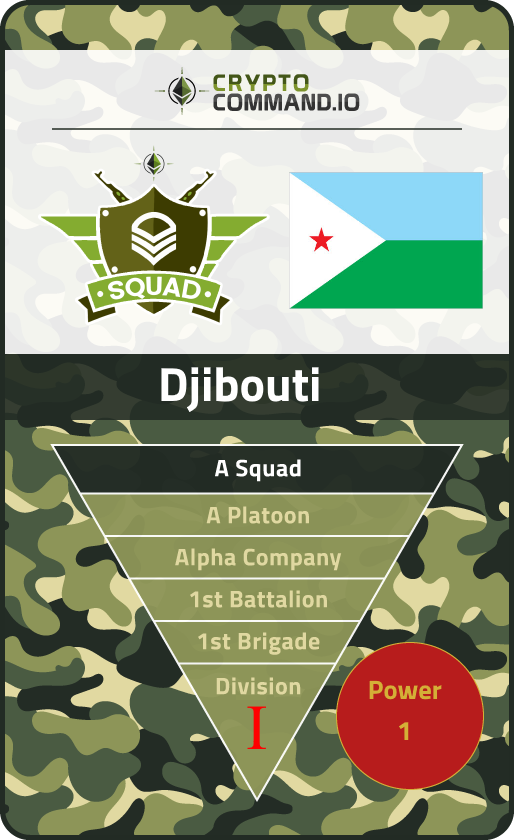 CRYPTO
COMMAND.IO
SQUAD
Djibouti
A Squad
A Platoon
Alpha Company
1st Battalion
1st Brigade
Division
I
Power
1